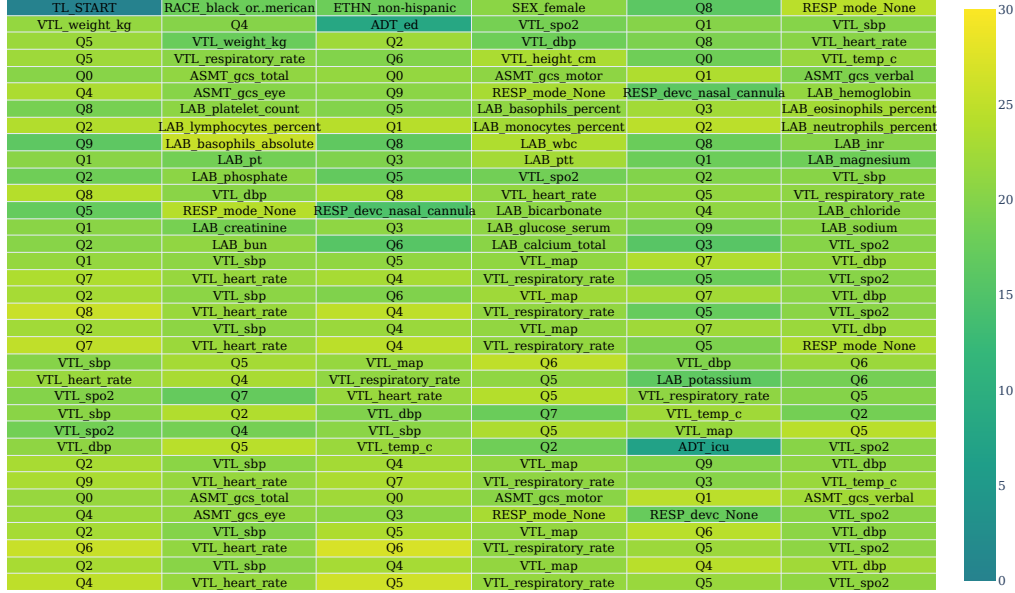 TL_START RACE_black_or..merican ETHN_non-hispanic SEX_female Q8 RESP_mode_None
VTL_weight_kg Q4 ADT_ed VTL_spo2 Q1 VTL_sbp
Q5 VTL_weight_kg Q2 VTL_dbp Q8 VTL_heart_rate
Q5 VTL_respiratory_rate Q6 VTL_height_cm Q0 VTL_temp_c
Q0 ASMT_gcs_total Q0 ASMT_gcs_motor Q1 ASMT_gcs_verbal
Q4 ASMT_gcs_eye Q9 RESP_mode_None RESP_devc_nasal_cannula LAB_hemoglobin
Q8 LAB_platelet_count Q5 LAB_basophils_percent Q3 LAB_eosinophils_percent
Q2 LAB_lymphocytes_percent Q1 LAB_monocytes_percent Q2 LAB_neutrophils_percent
Q9 LAB_basophils_absolute Q8 LAB_wbc Q8 LAB_inr
Q1 LAB_pt Q3 LAB_ptt Q1 LAB_magnesium
Q2 LAB_phosphate Q5 VTL_spo2 Q2 VTL_sbp
Q8 VTL_dbp Q8 VTL_heart_rate Q5 VTL_respiratory_rate
Q5 RESP_mode_None RESP_devc_nasal_cannula LAB_bicarbonate Q4 LAB_chloride
Q1 LAB_creatinine Q3 LAB_glucose_serum Q9 LAB_sodium
Q2 LAB_bun Q6 LAB_calcium_total Q3 VTL_spo2
Q1 VTL_sbp Q5 VTL_map Q7 VTL_dbp
Q7 VTL_heart_rate Q4 VTL_respiratory_rate Q5 VTL_spo2
Q2 VTL_sbp Q6 VTL_map Q7 VTL_dbp
Q8 VTL_heart_rate Q4 VTL_respiratory_rate Q5 VTL_spo2
Q2 VTL_sbp Q4 VTL_map Q7 VTL_dbp
Q7 VTL_heart_rate Q4 VTL_respiratory_rate Q5 RESP_mode_None
VTL_sbp Q5 VTL_map Q6 VTL_dbp Q6
VTL_heart_rate Q4 VTL_respiratory_rate Q5 LAB_potassium Q6
VTL_spo2 Q7 VTL_heart_rate Q5 VTL_respiratory_rate Q5
VTL_sbp Q2 VTL_dbp Q7 VTL_temp_c Q2
VTL_spo2 Q4 VTL_sbp Q5 VTL_map Q5
VTL_dbp Q5 VTL_temp_c Q2 ADT_icu VTL_spo2
Q2 VTL_sbp Q4 VTL_map Q9 VTL_dbp
Q9 VTL_heart_rate Q7 VTL_respiratory_rate Q3 VTL_temp_c
Q0 ASMT_gcs_total Q0 ASMT_gcs_motor Q1 ASMT_gcs_verbal
Q4 ASMT_gcs_eye Q3 RESP_mode_None RESP_devc_None VTL_spo2
Q2 VTL_sbp Q5 VTL_map Q6 VTL_dbp
Q6 VTL_heart_rate Q6 VTL_respiratory_rate Q5 VTL_spo2
Q2 VTL_sbp Q4 VTL_map Q4 VTL_dbp
Q4 VTL_heart_rate Q5 VTL_respiratory_rate Q5 VTL_spo2
30
25
20
15
10
5
0